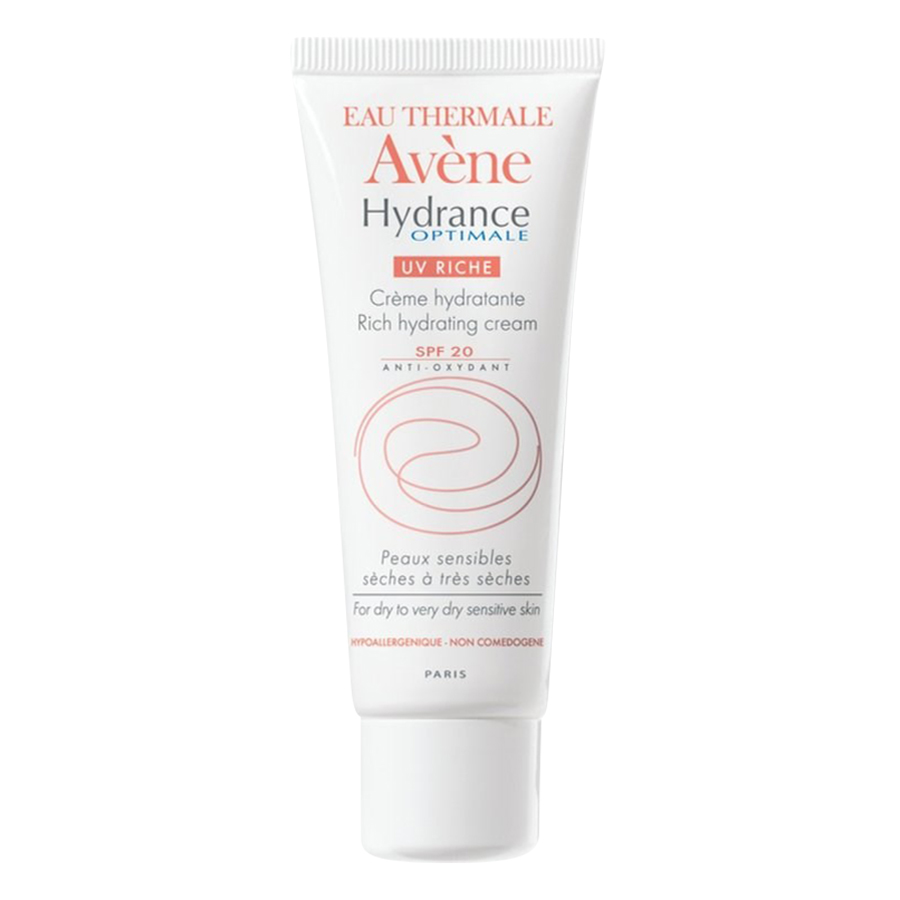 EAU THERMALE
Avène
Hydrance
OPTIMALE
UV RICHE
Crème hydratante
Rich hydrating cream
SPF 20
ANTI-OXYDANT
Peaux sensibles
sèches à très sèches
For dry to very dry sensitive skin
HYPOALLERGENIQUE - NON COMEDOGENE
PARIS